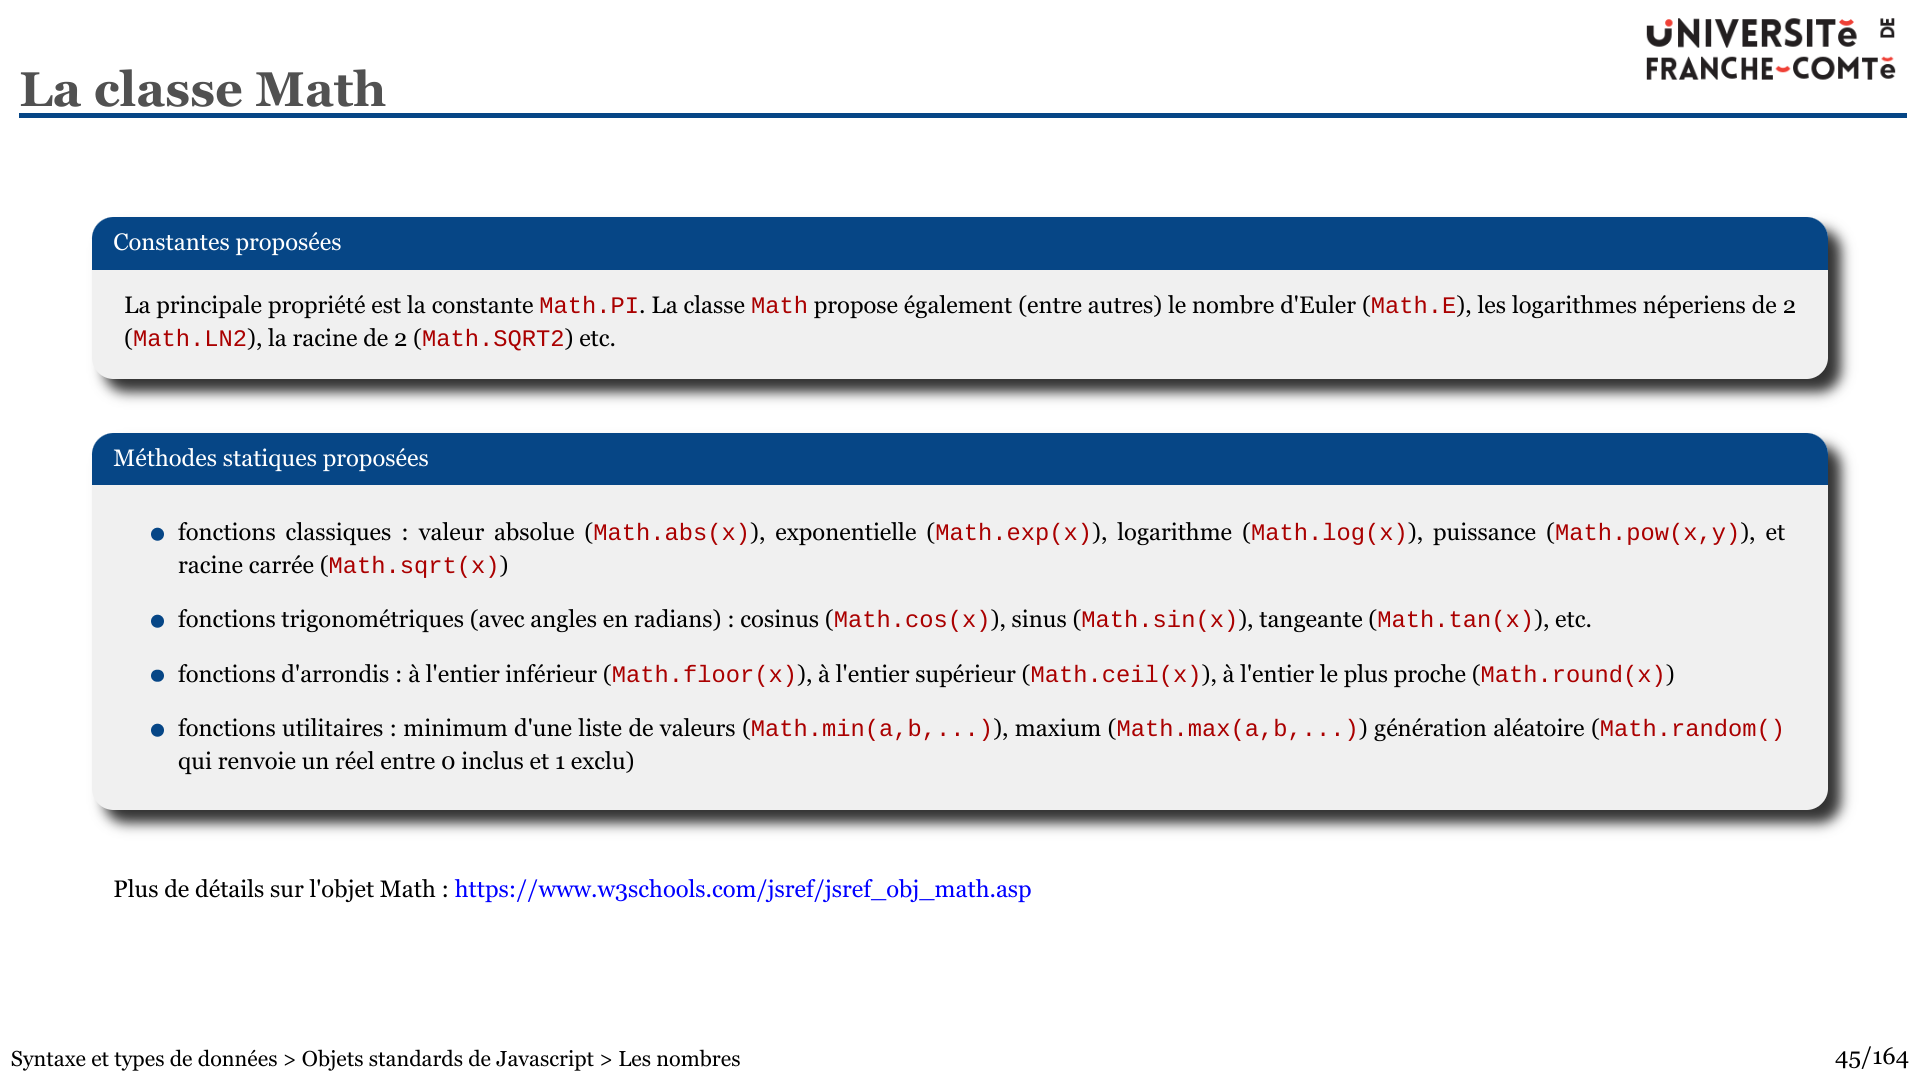 UNIVERSITĕ DE
FRANCHE-COMTĕ
La classe Math
Constantes proposées
La principale propriété est la constante Math.PI. La classe Math propose également (entre autres) le nombre d'Euler (Math.E), les logarithmes néperiens de 2
(Math.LN2), la racine de 2 (Math.SQRT2) etc.
Méthodes statiques proposées
fonctions classiques : valeur absolue (Math.abs(x)), exponentielle (Math.exp(x)), logarithme (Math.log(x)), puissance (Math.pow(x,y)), et
racine carrée (Math.sqrt(x))
fonctions trigonométriques (avec angles en radians) : cosinus (Math.cos(x)), sinus (Math.sin(x)), tangeante (Math.tan(x)), etc.
fonctions d'arrondis : à l'entier inférieur (Math.floor(x)), à l'entier supérieur (Math.ceil(x)), à l'entier le plus proche (Math.round(x))
fonctions utilitaires : minimum d'une liste de valeurs (Math.min(a,b,...)), maxium (Math.max(a,b,...)) génération aléatoire (Math.random()
qui renvoie un réel entre 0 inclus et 1 exclu)
Plus de détails sur l'objet Math : https://www.w3schools.com/jsref/jsref_obj_math.asp
Syntaxe et types de données > Objets standards de Javascript > Les nombres
45/164